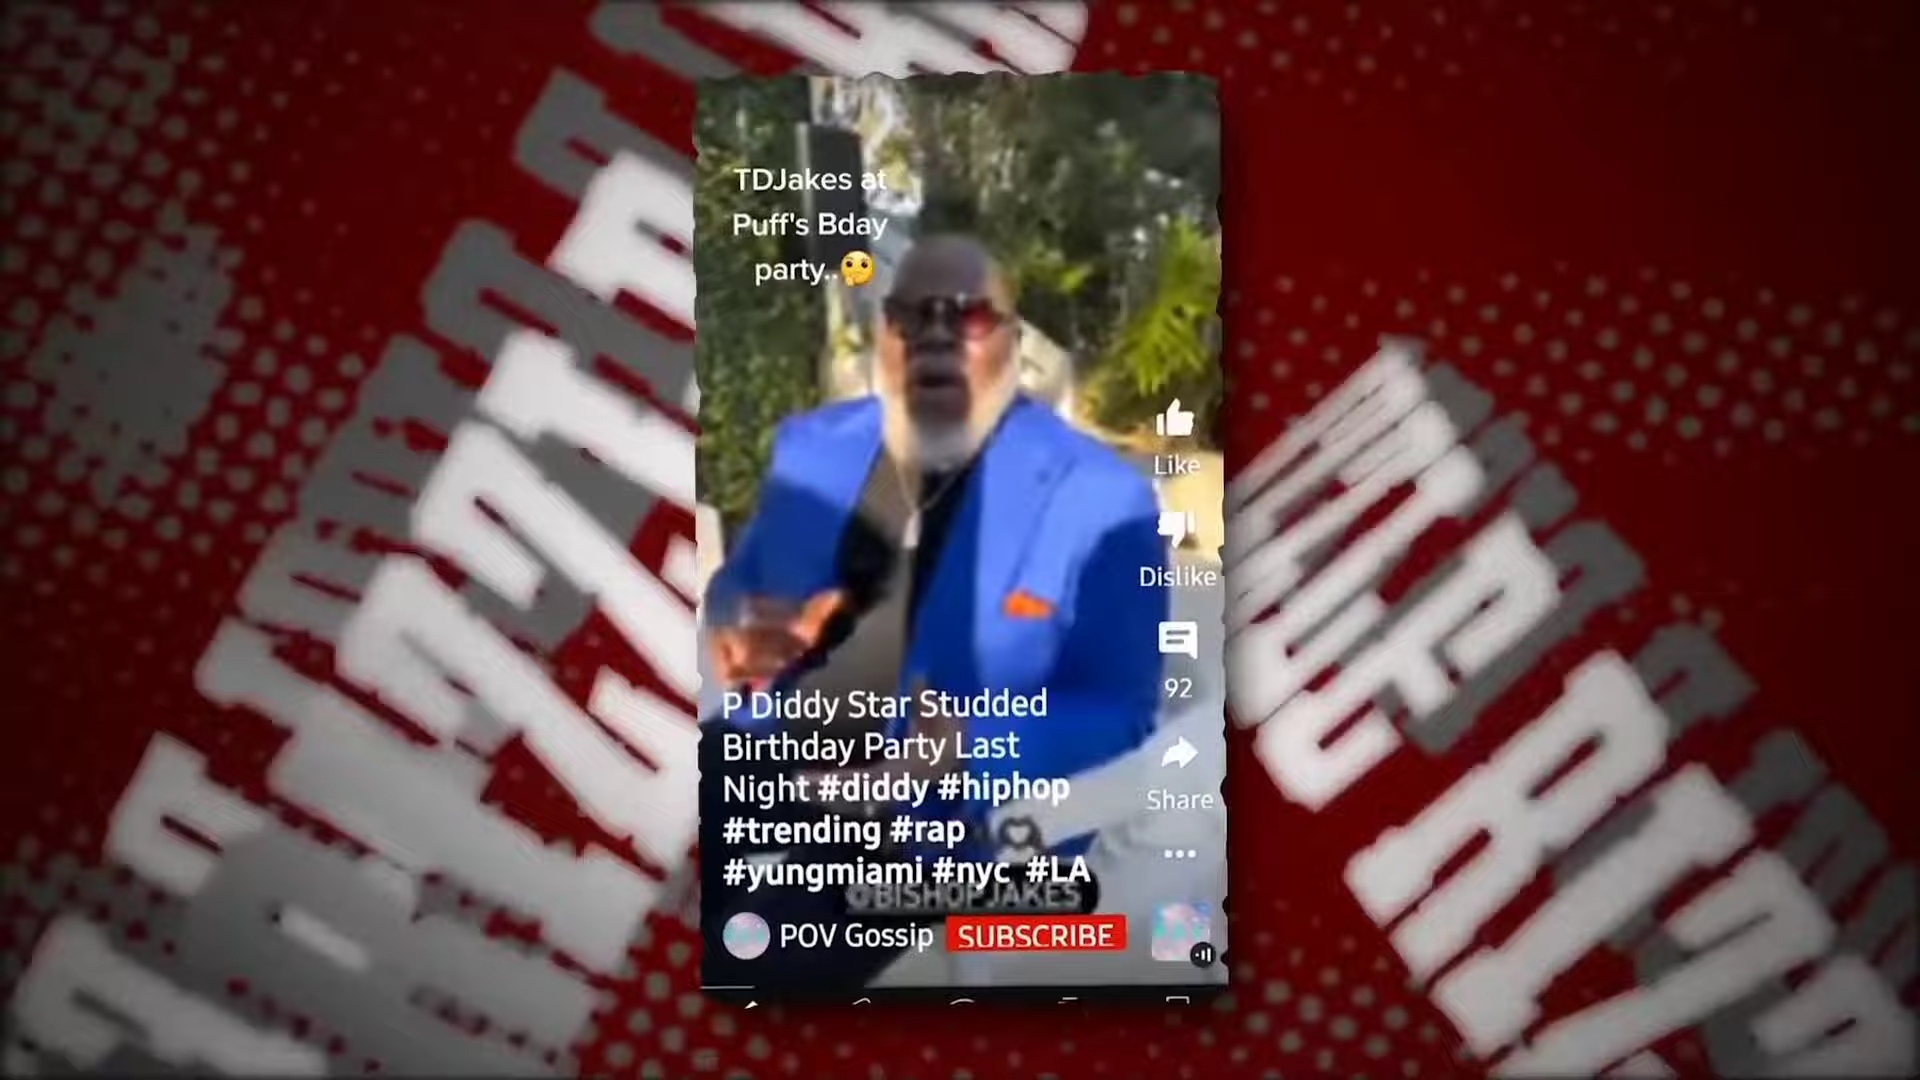 TDJakes at
Puff's Bday
party..🤔
Like
Dislike
92
Share
P Diddy Star Studded
Birthday Party Last
Night #diddy #hiphop
#trending #rap
#yungmiami #nyc #LA
@BISHOPJAKES
POV Gossip SUBSCRIBE